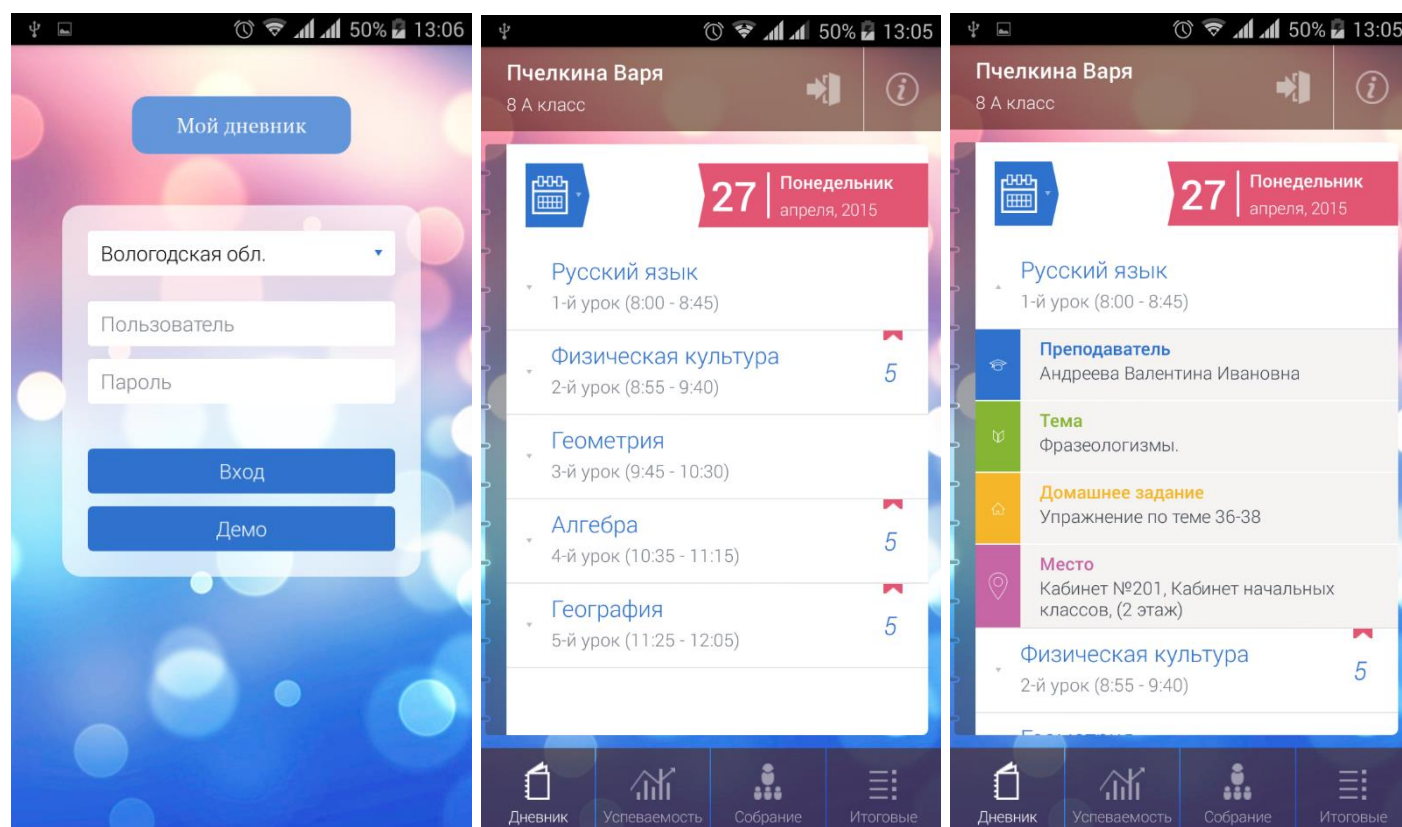 50% 13:06
Мой дневник
Вологодская обл.
Пользователь
Пароль
Вход
Демо
50% 13:05
Пчелкина Варя
8 А класс
27 Понедельник
апреля, 2015
Русский язык
1-й урок (8:00 - 8:45)
Физическая культура
5
2-й урок (8:55 - 9:40)
Геометрия
3-й урок (9:45 - 10:30)
Алгебра
5
4-й урок (10:35 - 11:15)
География
5
5-й урок (11:25 - 12:05)
Дневник Успеваемость Собрание Итоговые
50% 13:05
Пчелкина Варя
8 А класс
27 Понедельник
апреля, 2015
Русский язык
1-й урок (8:00 - 8:45)
Преподаватель
Андреева Валентина Ивановна
Тема
Фразеологизмы.
Домашнее задание
Упражнение по теме 36-38
Место
Кабинет №201, Кабинет начальных
классов, (2 этаж)
Физическая культура
5
2-й урок (8:55 - 9:40)
Дневник Успеваемость Собрание Итоговые